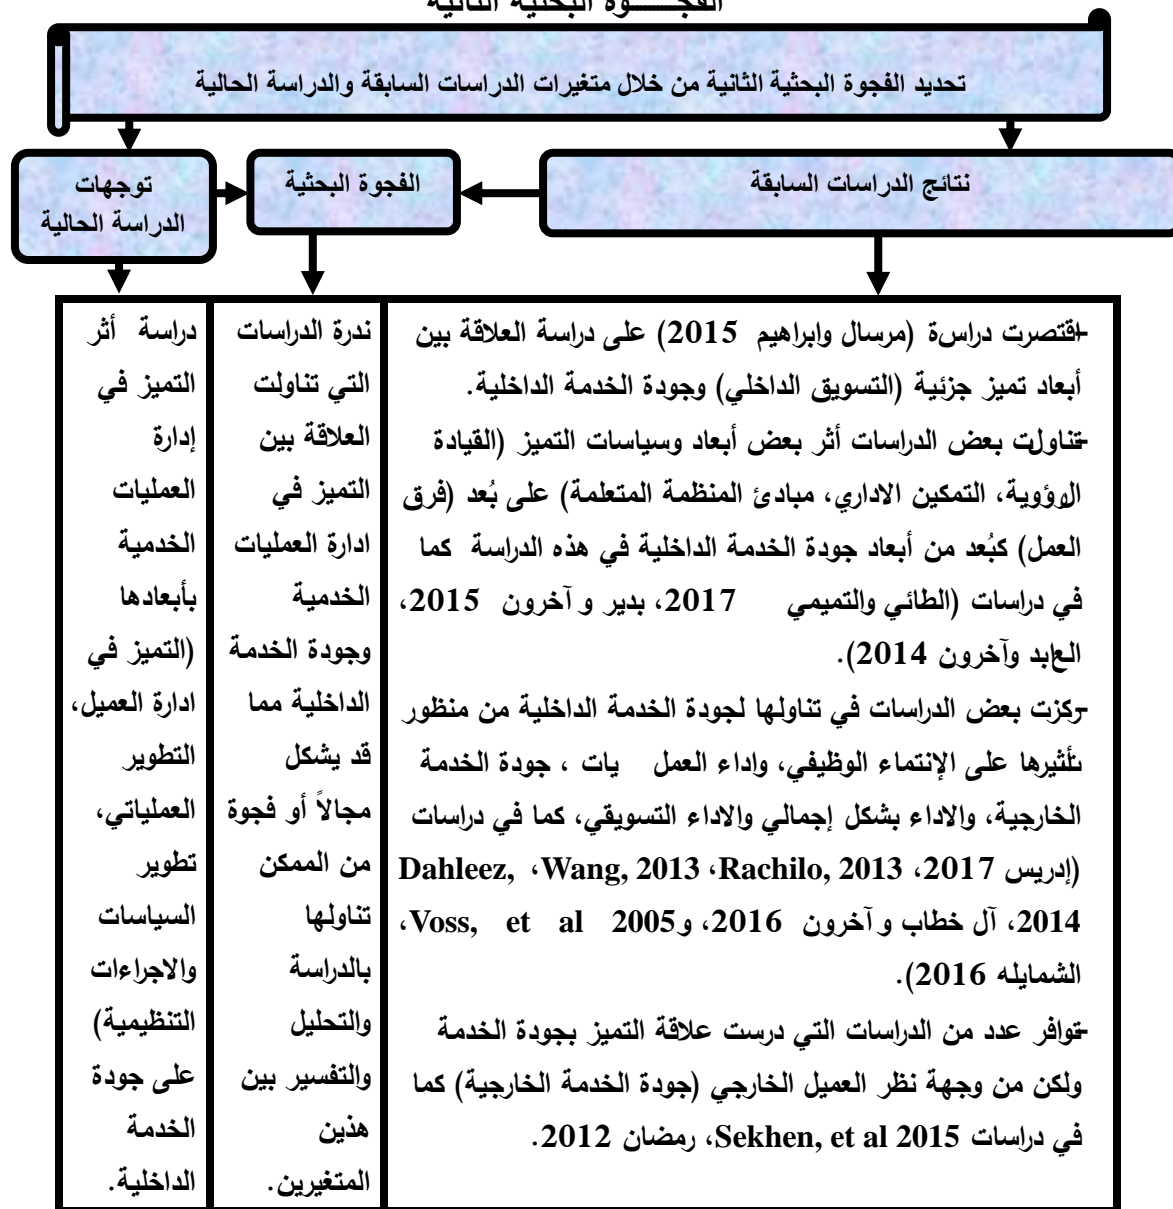 الفجـــــوة البحثية الثانية
تحديد الفجوة البحثية الثانية من خلال متغيرات الدراسات السابقة والدراسة الحالية
نتائج الدراسات السابقة
الفجوة البحثية
توجهات
الدراسة الحالية
-اقتصرت دراسة (مرسال وابراهيم 2015) على دراسة العلاقة بين
أبعاد تميز جزئية (التسويق الداخلي) وجودة الخدمة الداخلية.
-تناولت بعض الدراسات أثر بعض أبعاد وسياسات التميز (القيادة
الرؤوية، التمكين الاداري، مبادئ المنظمة المتعلمة) على بُعد (فرق
العمل) كبُعد من أبعاد جودة الخدمة الداخلية في هذه الدراسة كما
في دراسات (الطائي والتميمي 2017، بدير و آخرون 2015،
العابد وآخرون 2014).
-ركزت بعض الدراسات في تناولها لجودة الخدمة الداخلية من منظور
تأثيرها على الإنتماء الوظيفي، واداء العمل يات ، جودة الخدمة
الخارجية، والاداء بشكل إجمالي والاداء التسويقي، كما في دراسات
(إدريس 2017، Rachilo, 2013، Wang, 2013، Dahleez,
2014، آل خطاب و آخرون 2016، و Voss, et al 2005،
الشمايله 2016).
-توافر عدد من الدراسات التي درست علاقة التميز بجودة الخدمة
ولكن من وجهة نظر العميل الخارجي (جودة الخدمة الخارجية) كما
في دراسات Sekhen, et al 2015، رمضان 2012.
ندرة الدراسات
التي تناولت
العلاقة بين
التميز في
ادارة العمليات
الخدمية
وجودة الخدمة
الداخلية مما
قد يشكل
مجالاً أو فجوة
من الممكن
تناولها
بالدراسة
والتحليل
والتفسير بين
هذين
المتغيرين.
دراسة أثر
التميز في
إدارة
العمليات
الخدمية
بأبعادها
(التميز في
ادارة العميل،
التطوير
العملياتي،
تطوير
السياسات
والاجراءات
التنظيمية)
على جودة
الخدمة
الداخلية.